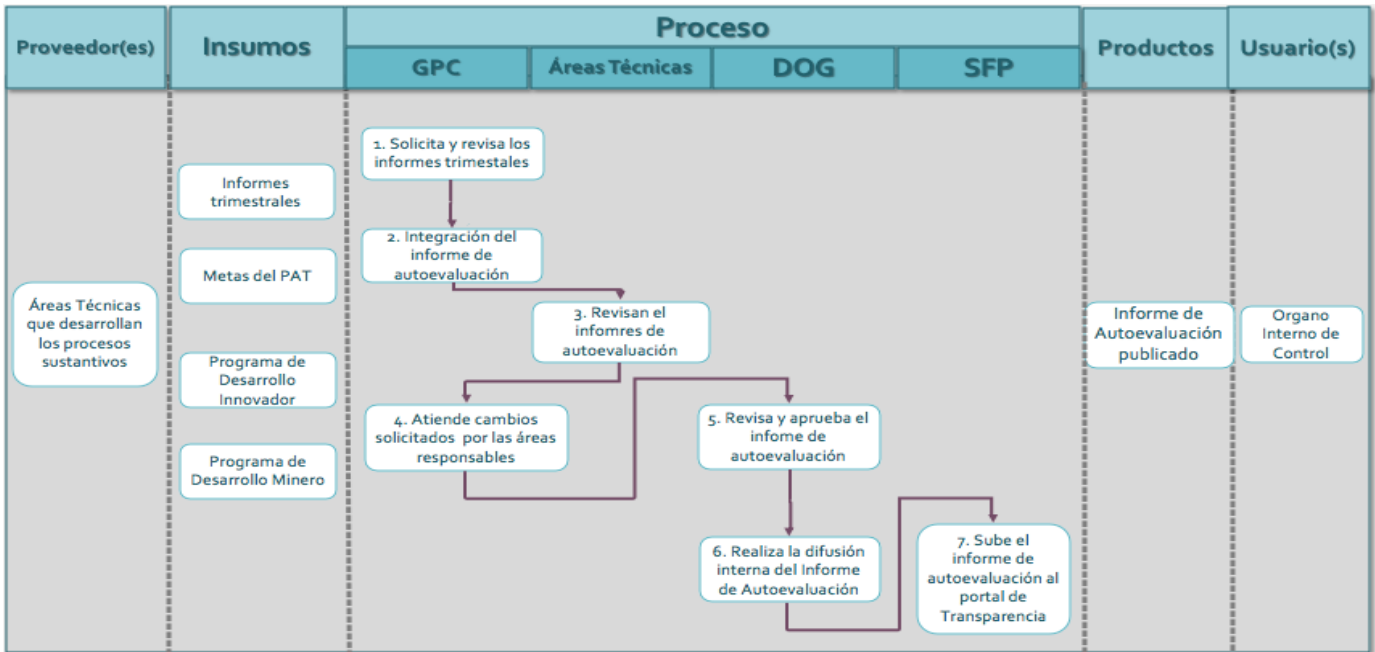 Proveedor(es)
Insumos
Proceso
GPC
Áreas Técnicas
DOG
SFP
Productos
Usuario(s)
Áreas Técnicas
que desarrollan
los procesos
sustantivos
Informes
trimestrales
Metas del PAT
Programa de
Desarrollo
Innovador
Programa de
Desarrollo Minero
1. Solicita y revisa los
informes trimestales
2. Integración del
informe de
autoevaluación
3. Revisan el
infomres de
autoevaluación
4. Atiende cambios
solicitados por las áreas
responsables
5. Revisa y aprueba el
infome de
autoevaluación
6. Realiza la difusión
interna del Informe
de Autoevaluación
7. Sube el
informe de
autoevaluación al
portal de
Transparencia
Informe de
Autoevaluación
publicado
Organo
Interno de
Control